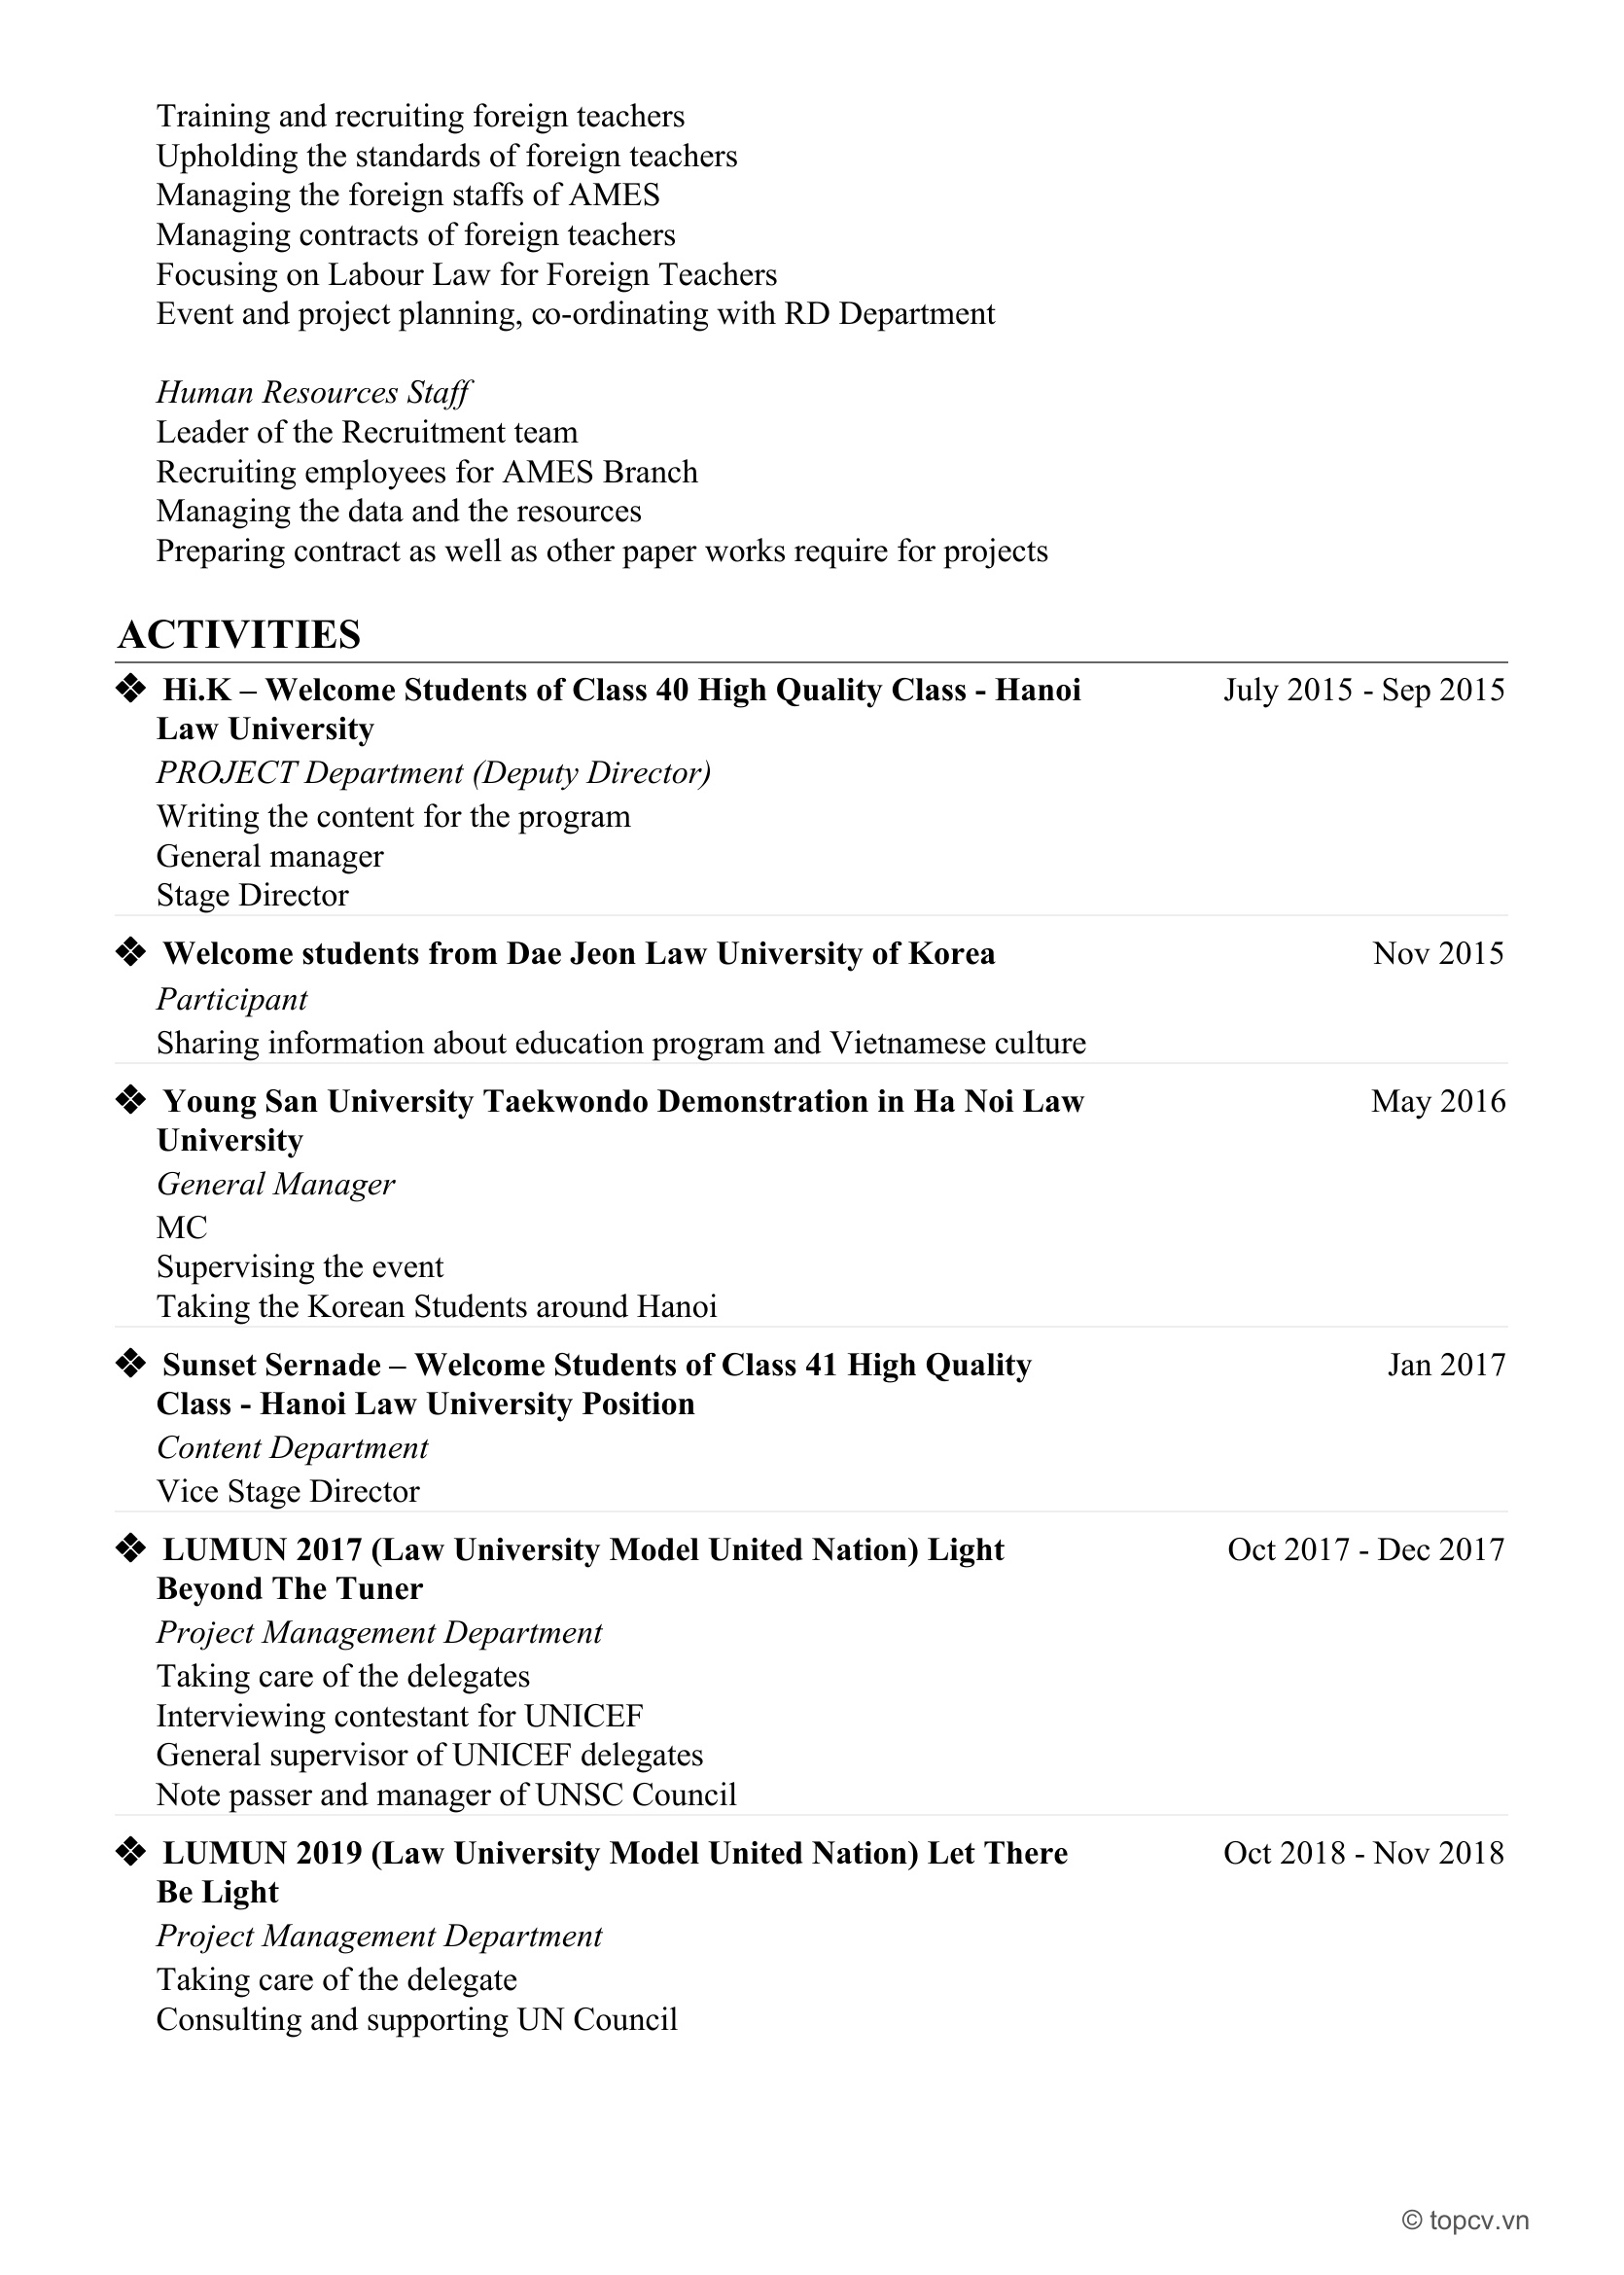 Training and recruiting foreign teachers
Upholding the standards of foreign teachers
Managing the foreign staffs of AMES
Managing contracts of foreign teachers
Focusing on Labour Law for Foreign Teachers
Event and project planning, co-ordinating with RD Department
Human Resources Staff
Leader of the Recruitment team
Recruiting employees for AMES Branch
Managing the data and the resources
Preparing contract as well as other paper works require for projects
ACTIVITIES
❖ Hi.K – Welcome Students of Class 40 High Quality Class - Hanoi July 2015 - Sep 2015
Law University
PROJECT Department (Deputy Director)
Writing the content for the program
General manager
Stage Director
❖ Welcome students from Dae Jeon Law University of Korea Nov 2015
Participant
Sharing information about education program and Vietnamese culture
❖ Young San University Taekwondo Demonstration in Ha Noi Law May 2016
University
General Manager
MC
Supervising the event
Taking the Korean Students around Hanoi
❖ Sunset Sernade – Welcome Students of Class 41 High Quality Jan 2017
Class - Hanoi Law University Position
Content Department
Vice Stage Director
❖ LUMUN 2017 (Law University Model United Nation) Light Oct 2017 - Dec 2017
Beyond The Tuner
Project Management Department
Taking care of the delegates
Interviewing contestant for UNICEF
General supervisor of UNICEF delegates
Note passer and manager of UNSC Council
❖ LUMUN 2019 (Law University Model United Nation) Let There Oct 2018 - Nov 2018
Be Light
Project Management Department
Taking care of the delegate
Consulting and supporting UN Council
© topcv.vn